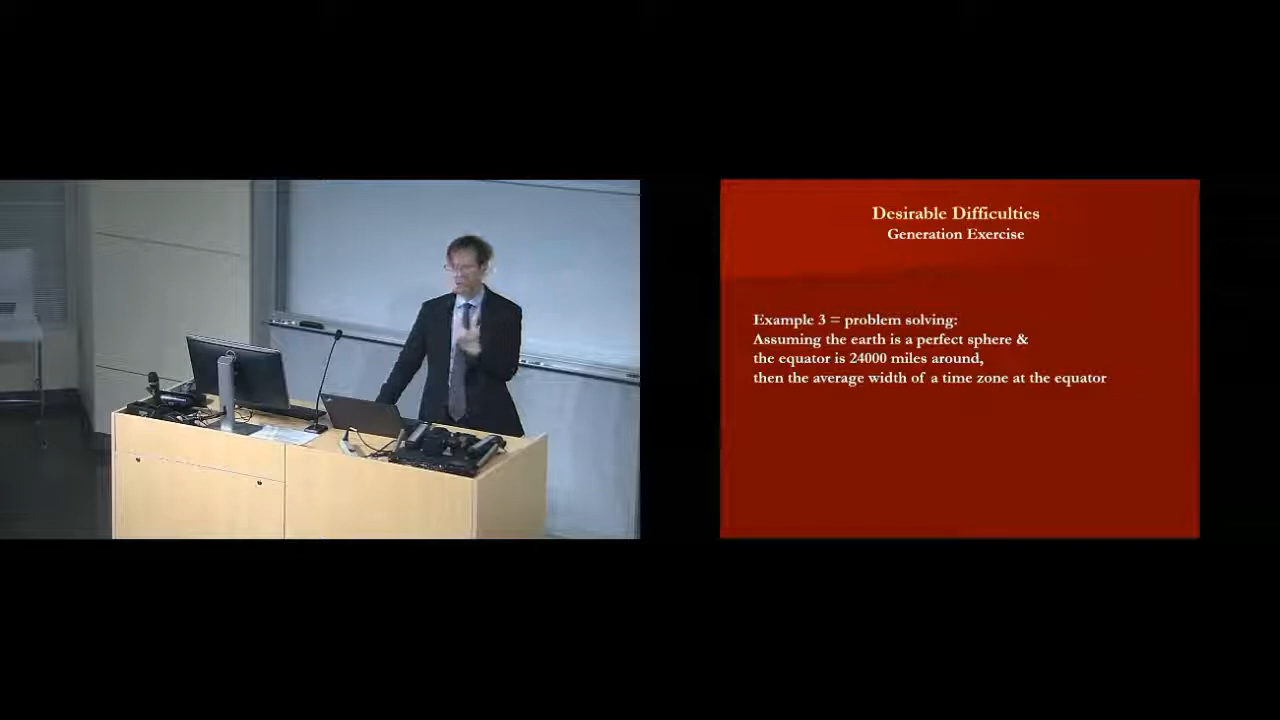 Desirable Difficulties
Generation Exercise
Example 3 = problem solving:
Assuming the earth is a perfect sphere &
the equator is 24000 miles around,
then the average width of a time zone at the equator